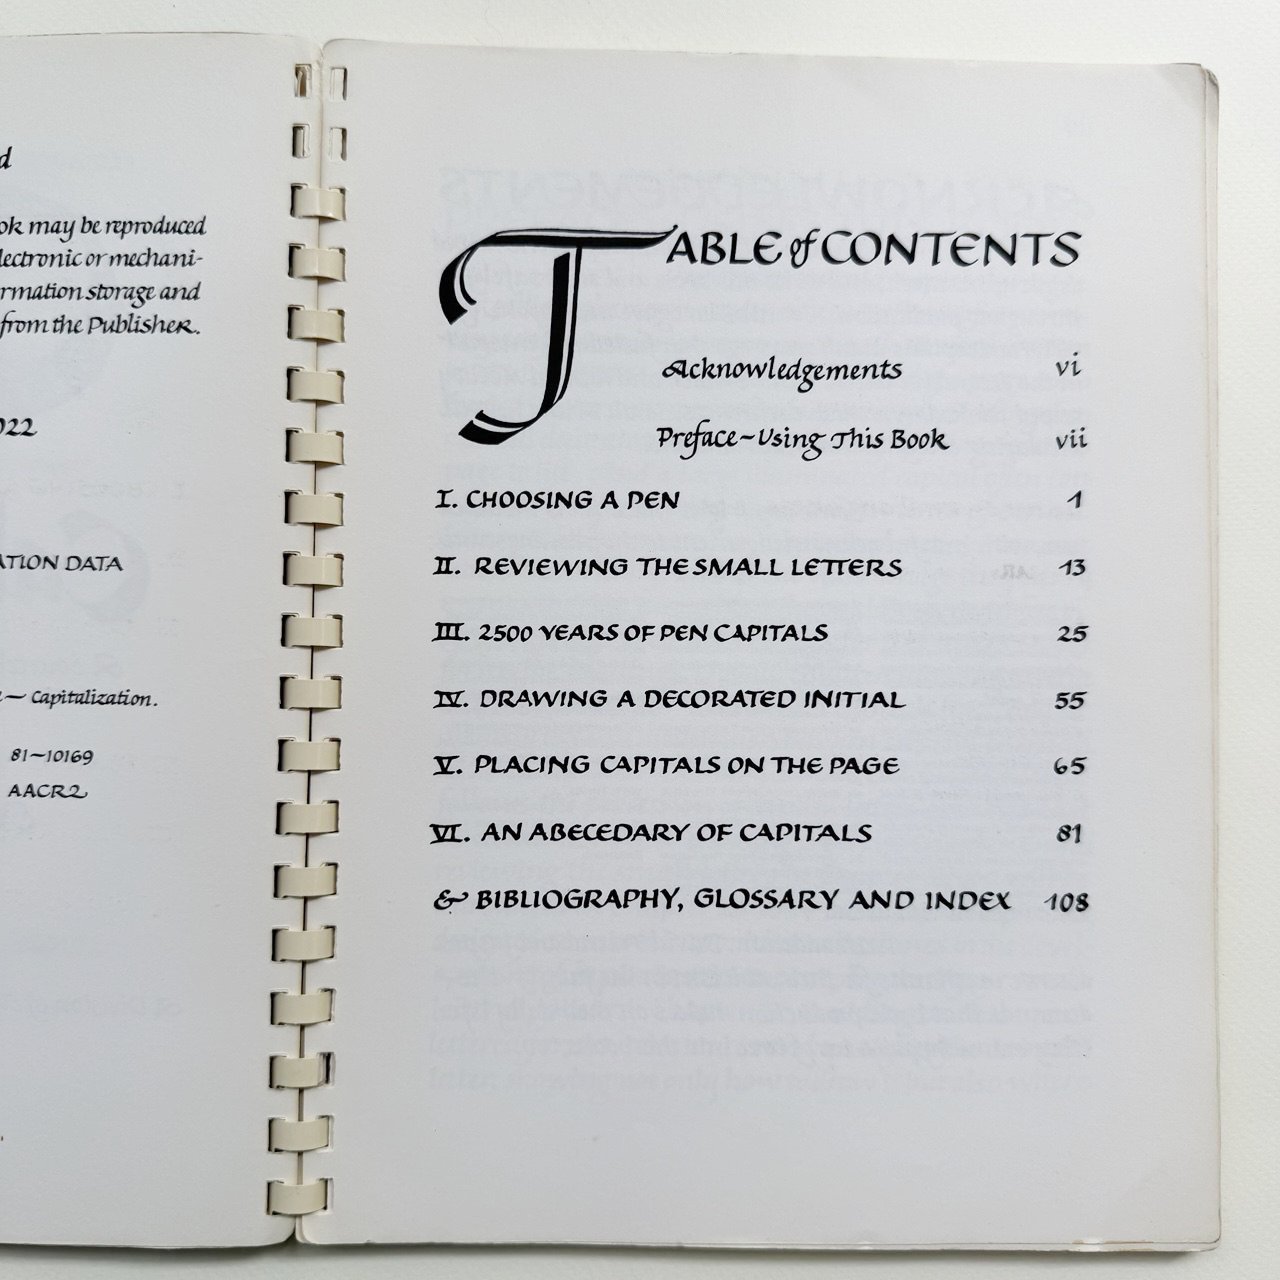 ok may be reproduced
lectronic or mechani-
rmation storage and
from the Publisher.
022
ATION DATA
— Capitalization.
81–10169
AACR2
TABLE of CONTENTS
Acknowledgements vi
Preface–Using This Book vii
I. CHOOSING A PEN 1
II. REVIEWING THE SMALL LETTERS 13
III. 2500 YEARS OF PEN CAPITALS 25
IV. DRAWING A DECORATED INITIAL 55
V. PLACING CAPITALS ON THE PAGE 65
VI. AN ABECEDARY OF CAPITALS 81
& BIBLIOGRAPHY, GLOSSARY AND INDEX 108